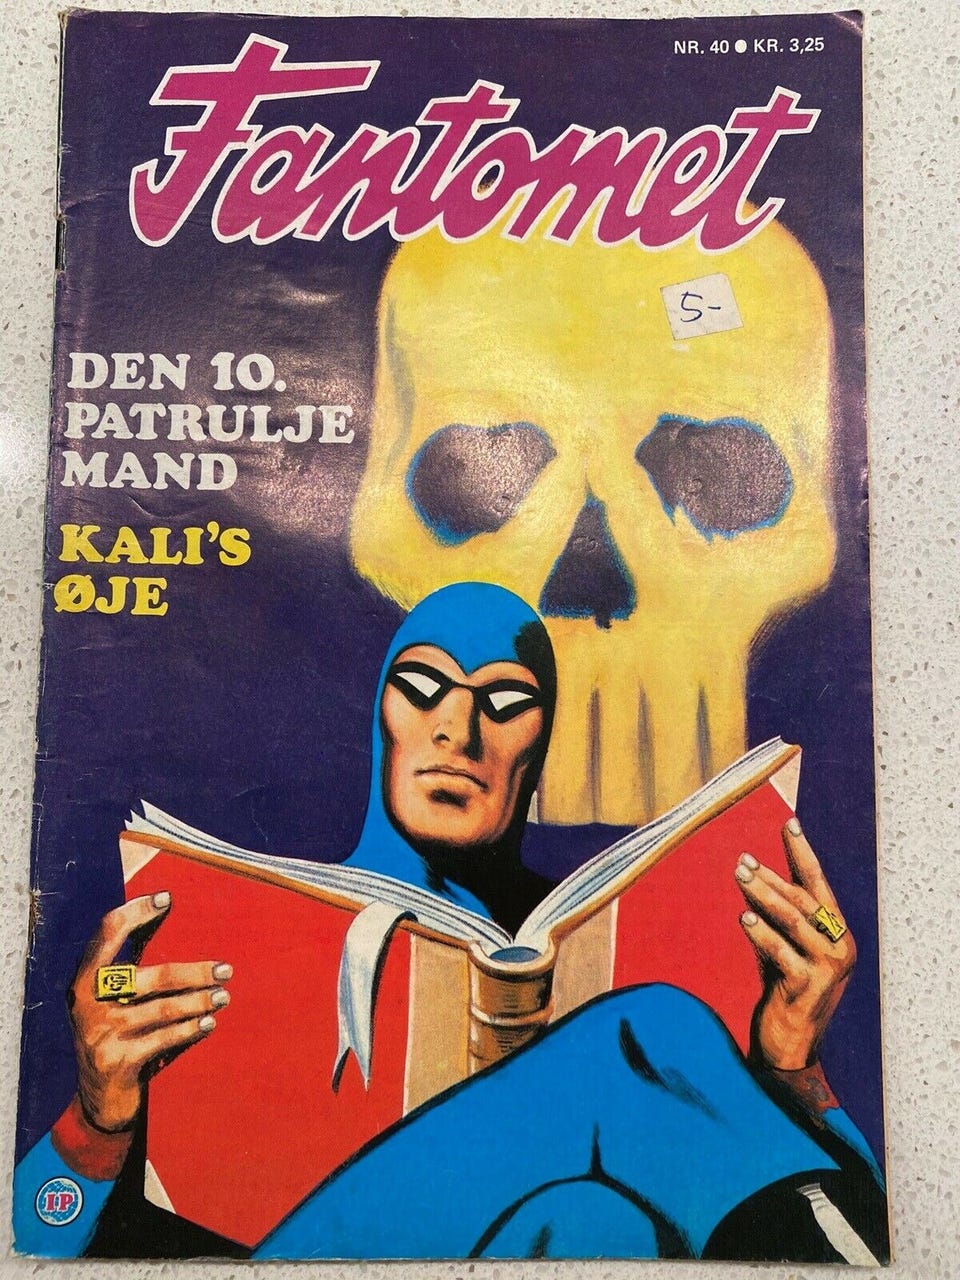 NR. 40 ● KR. 3,25
Fantomet
5-
DEN 10.
PATRULJE
MAND
KALI'S
ØJE
I·P